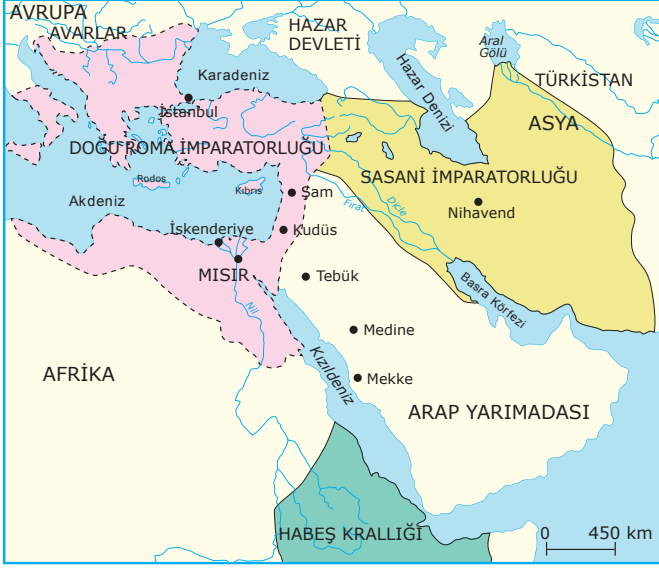 AVRUPA
AVARLAR
HAZAR
DEVLETİ
Aral
Gölü
TÜRKİSTAN
Karadeniz
Hazar Denizi
İstanbul
ASYA
DOĞU ROMA İMPARATORLUĞU
SASANİ İMPARATORLUĞU
Rodos
Kıbrıs
Şam
Akdeniz
Fırat
Dicle
Nihavend
İskenderiye
Kudüs
MISIR
Tebük
Basra Körfezi
Nil
Medine
Kızıldeniz
AFRİKA
Mekke
ARAP YARIMADASI
HABEŞ KRALLIĞI
0 450 km